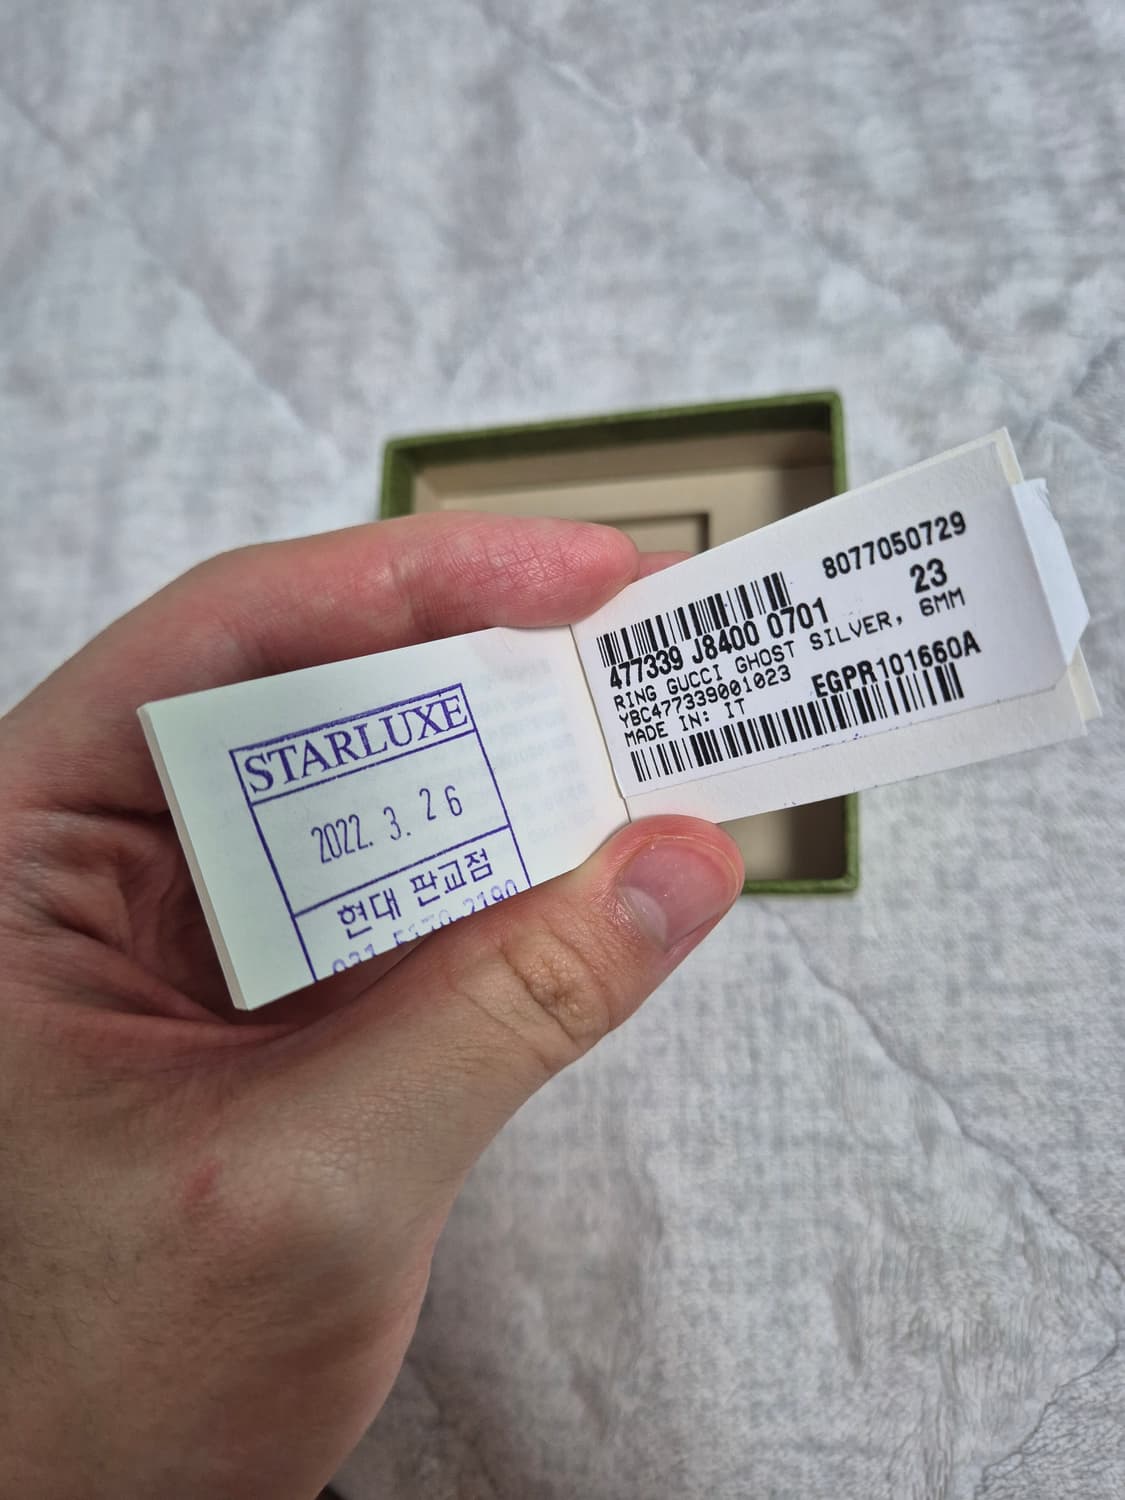 STARLUXE
2022. 3. 26
현대 판교점
8077050729
23
477339 J8400 0701
RING GUCCI GHOST SILVER, 6MM
YBC477339001023
MADE IN: IT
EGPR101660A